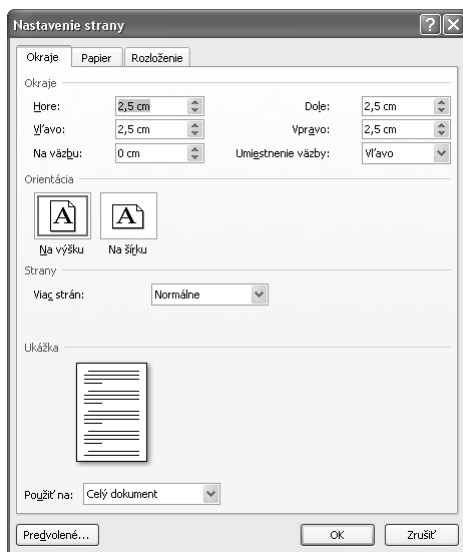 Nastavenie strany
Okraje Papier Rozloženie
Okraje
Hore: 2,5 cm Dole: 2,5 cm
Vľavo: 2,5 cm Vpravo: 2,5 cm
Na väzbu: 0 cm Umiestnenie väzby: Vľavo
Orientácia
A A
Na výšku Na šírku
Strany
Viac strán: Normálne
Ukážka
Použiť na: Celý dokument
Predvolené... OK Zrušiť